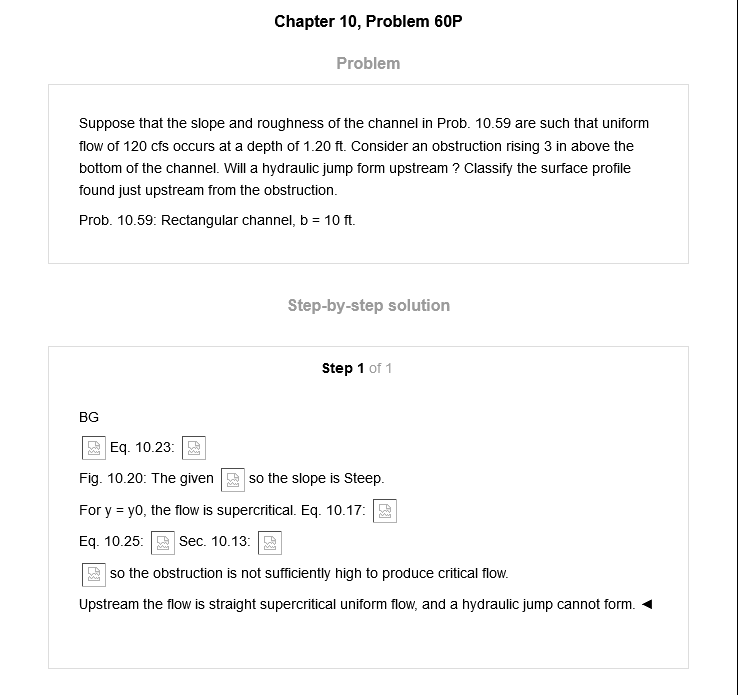 Chapter 10, Problem 60P
Problem
Suppose that the slope and roughness of the channel in Prob. 10.59 are such that uniform
flow of 120 cfs occurs at a depth of 1.20 ft. Consider an obstruction rising 3 in above the
bottom of the channel. Will a hydraulic jump form upstream ? Classify the surface profile
found just upstream from the obstruction.
Prob. 10.59: Rectangular channel, b = 10 ft.
Step-by-step solution
Step 1 of 1
BG
Eq. 10.23:
Fig. 10.20: The given so the slope is Steep.
For y = y0, the flow is supercritical. Eq. 10.17:
Eq. 10.25: Sec. 10.13:
so the obstruction is not sufficiently high to produce critical flow.
Upstream the flow is straight supercritical uniform flow, and a hydraulic jump cannot form. ◄